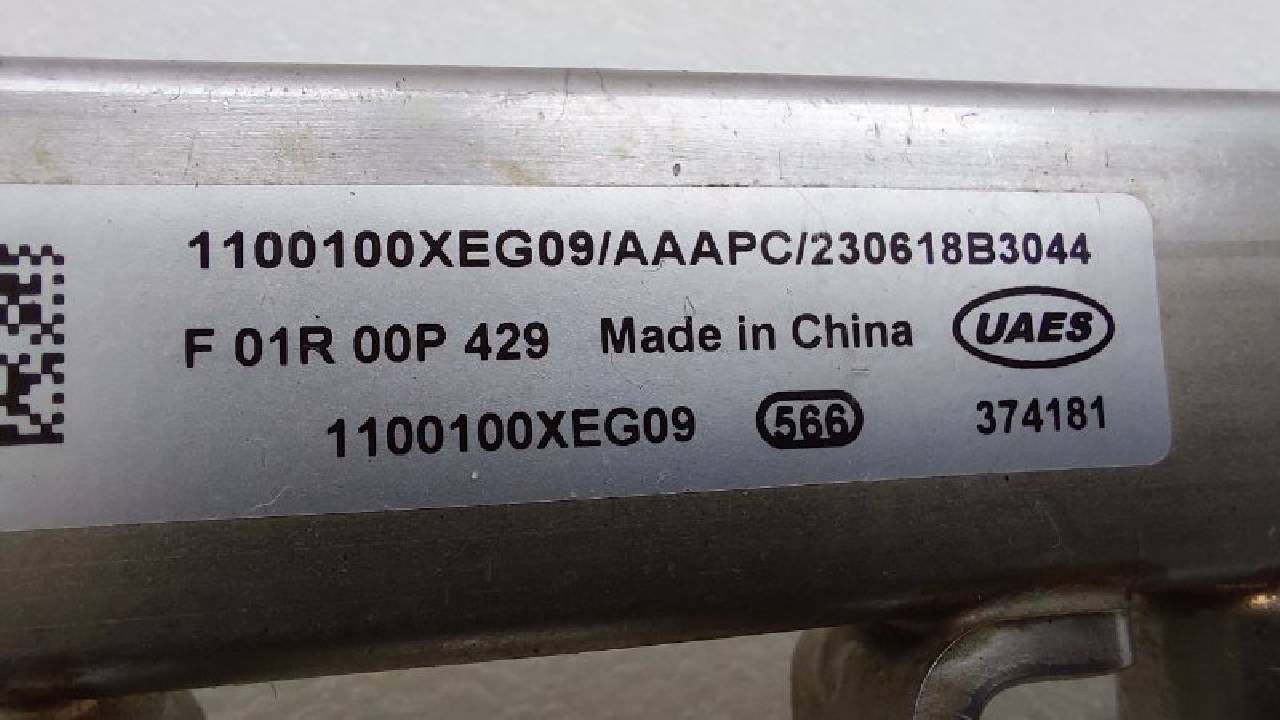 1100100XEG09/AAAPC/230618B3044
F 01R 00P 429 Made in China UAES
1100100XEG09 566 374181